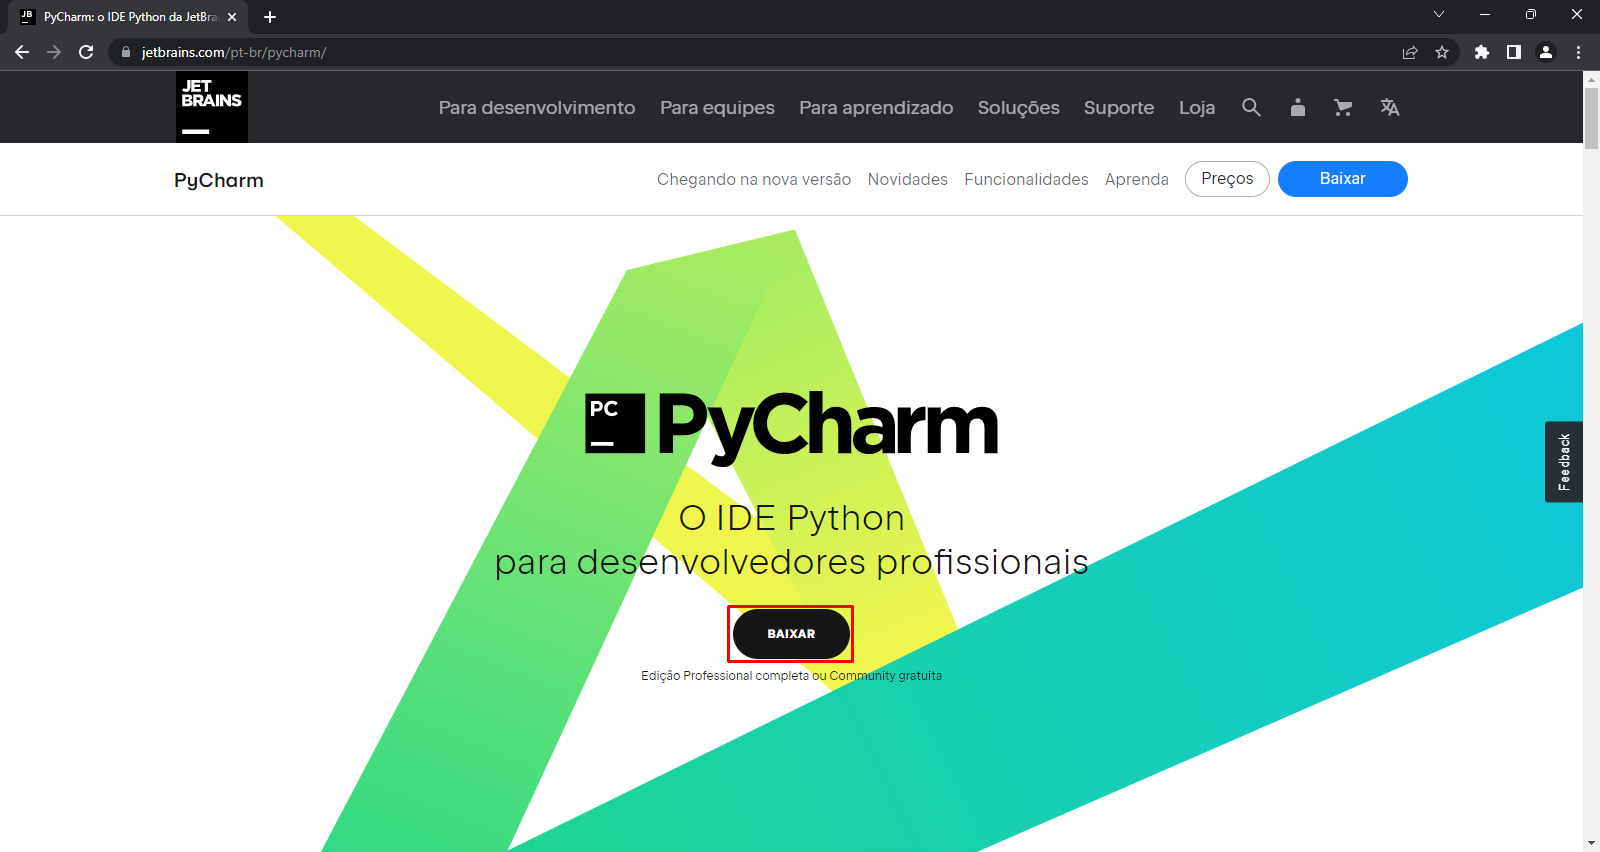 JB PyCharm: o IDE Python da JetBra
jetbrains.com/pt-br/pycharm/
JET
BRAINS
Para desenvolvimento Para equipes Para aprendizado Soluções Suporte Loja
PyCharm
Chegando na nova versão Novidades Funcionalidades Aprenda Preços Baixar
PC PyCharm
Feedback
O IDE Python
para desenvolvedores profissionais
BAIXAR
Edição Professional completa ou Community gratuita